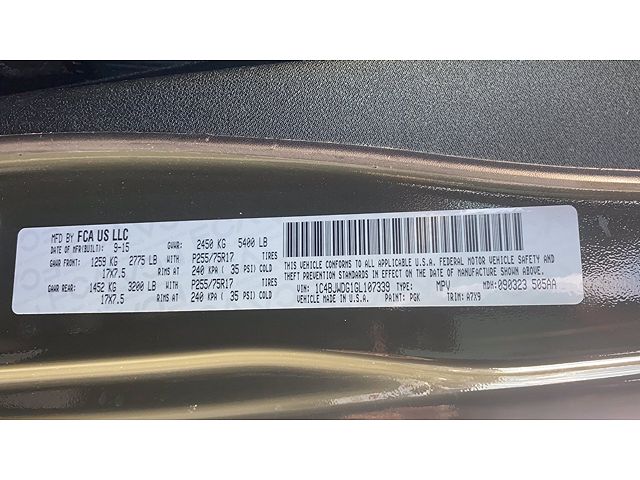 MFD BY FCA US LLC
DATE OF MFR(BUILT): 9-15 GVWR: 2450 KG 5400 LB
GAWR FRONT: 1259 KG 2775 LB WITH P255/75R17 TIRES
17X7.5 RIMS AT 240 KPA ( 35 PSI) COLD
GAWR REAR: 1452 KG 3200 LB WITH P255/75R17 TIRES
17X7.5 RIMS AT 240 KPA ( 35 PSI) COLD
THIS VEHICLE CONFORMS TO ALL APPLICABLE U.S.A. FEDERAL MOTOR VEHICLE SAFETY AND
THEFT PREVENTION STANDARDS IN EFFECT ON THE DATE OF MANUFACTURE SHOWN ABOVE.
VIN: 1C4BJWDG1GL107339 TYPE: MPV MDH: 090323 505AA
MADE IN U.S.A. PAINT: PGK TRIM: A7X9